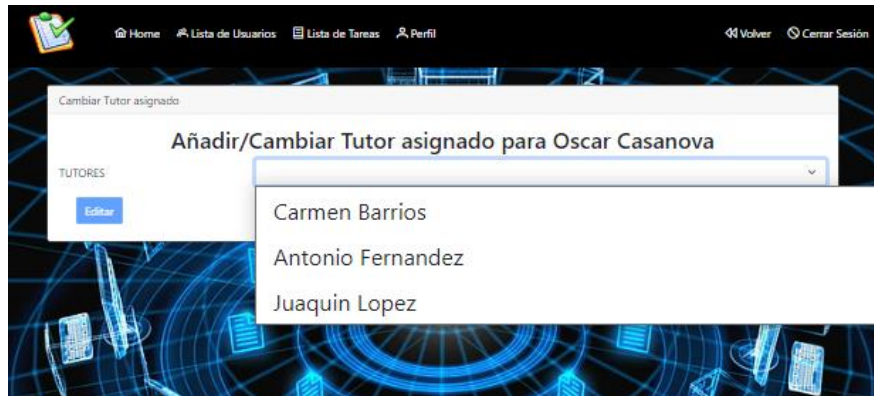 Home Lista de Usuarios Lista de Tareas Perfil Volver Cerrar Sesión
Cambiar Tutor asignado
Añadir/Cambiar Tutor asignado para Oscar Casanova
TUTORES
Editar
Carmen Barrios
Antonio Fernandez
Juaquin Lopez